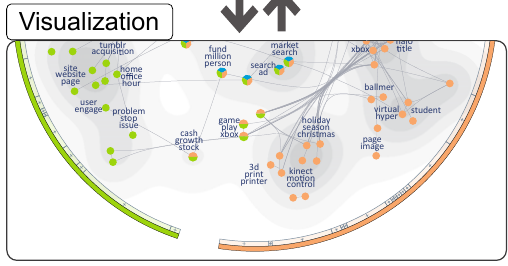 Visualization
tumblr
acquisition
site
website
page
home
office
hour
user
engage
problem
stop
issue
fund
million
person
market
search
search
ad
cash
growth
stock
game
play
xbox
holiday
season
christmas
3d
print
printer
kinect
motion
control
xbox
halo
title
ballmer
virtual
hyper
student
page
image